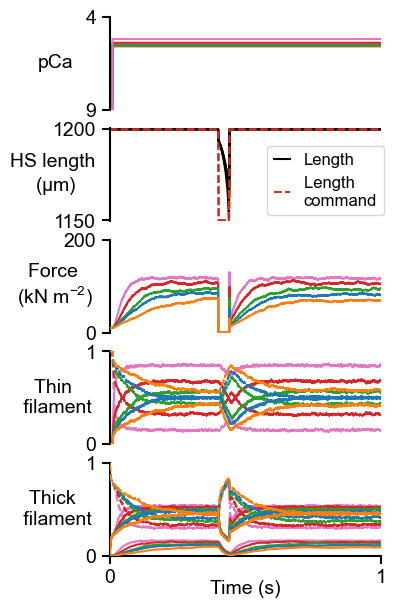 4
pCa
9
1200
HS length
(µm)
1150
Length
Length
command
200
Force
(kN m⁻²)
0
1
Thin
filament
0
1
Thick
filament
0
0
1
Time (s)